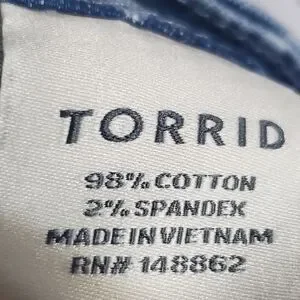 TORRID
98% COTTON
2% SPANDEX
MADE IN VIETNAM
RN# 148862